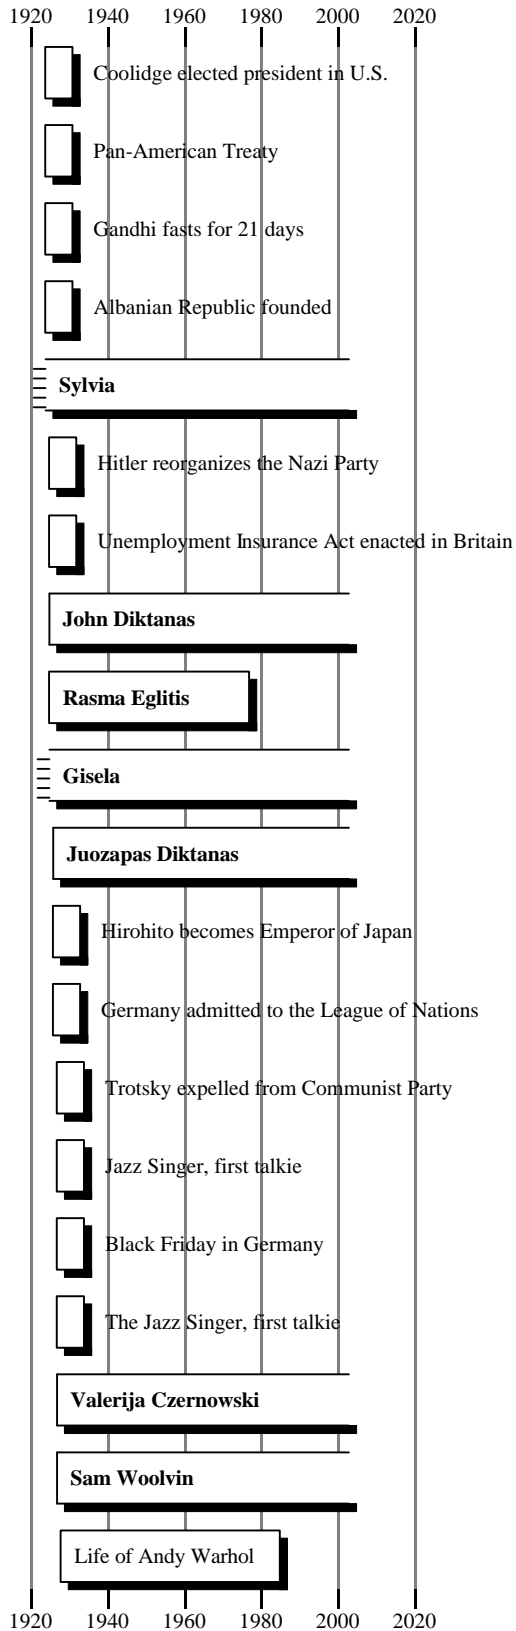 1920 1940 1960 1980 2000 2020
Coolidge elected president in U.S.
Pan-American Treaty
Gandhi fasts for 21 days
Albanian Republic founded
Sylvia
Hitler reorganizes the Nazi Party
Unemployment Insurance Act enacted in Britain
John Diktanas
Rasma Eglitis
Gisela
Juozapas Diktanas
Hirohito becomes Emperor of Japan
Germany admitted to the League of Nations
Trotsky expelled from Communist Party
Jazz Singer, first talkie
Black Friday in Germany
The Jazz Singer, first talkie
Valerija Czernowski
Sam Woolvin
Life of Andy Warhol
1920 1940 1960 1980 2000 2020